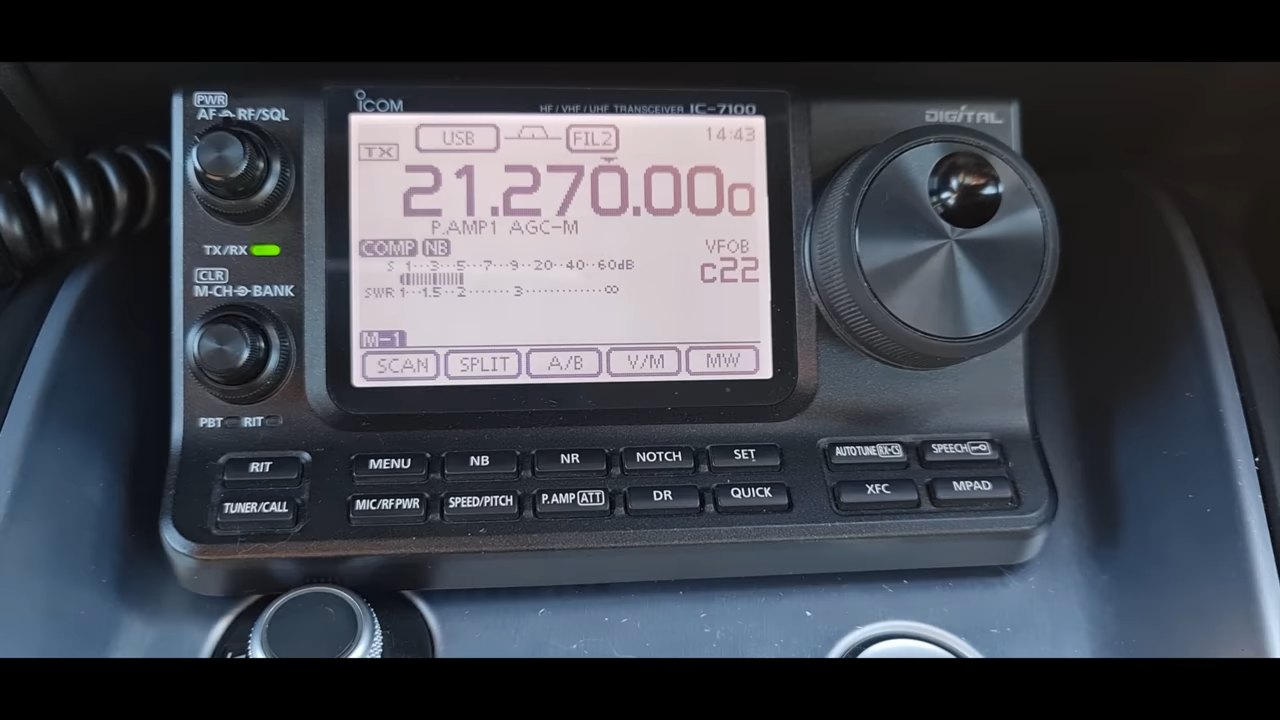 PWR
AF RF/SQL
ICOM
HF/VHF/UHF TRANSCEIVER IC-7100
DIGITAL
USB FIL2 14:43
TX
21.270.000
P.AMP1 AGC-M
TX/RX
COMP NB
VFOB
S 1··3··5··7··9··20··40··60dB
c22
CLR
M-CH BANK
SWR 1··1.5··2······3···········∞
M-1
SCAN SPLIT A/B V/M MW
PBT RIT
RIT MENU NB NR NOTCH SET AUTOTUNE RX-CS SPEECH
TUNER/CALL MIC/RF PWR SPEED/PITCH P.AMP ATT DR QUICK XFC MPAD